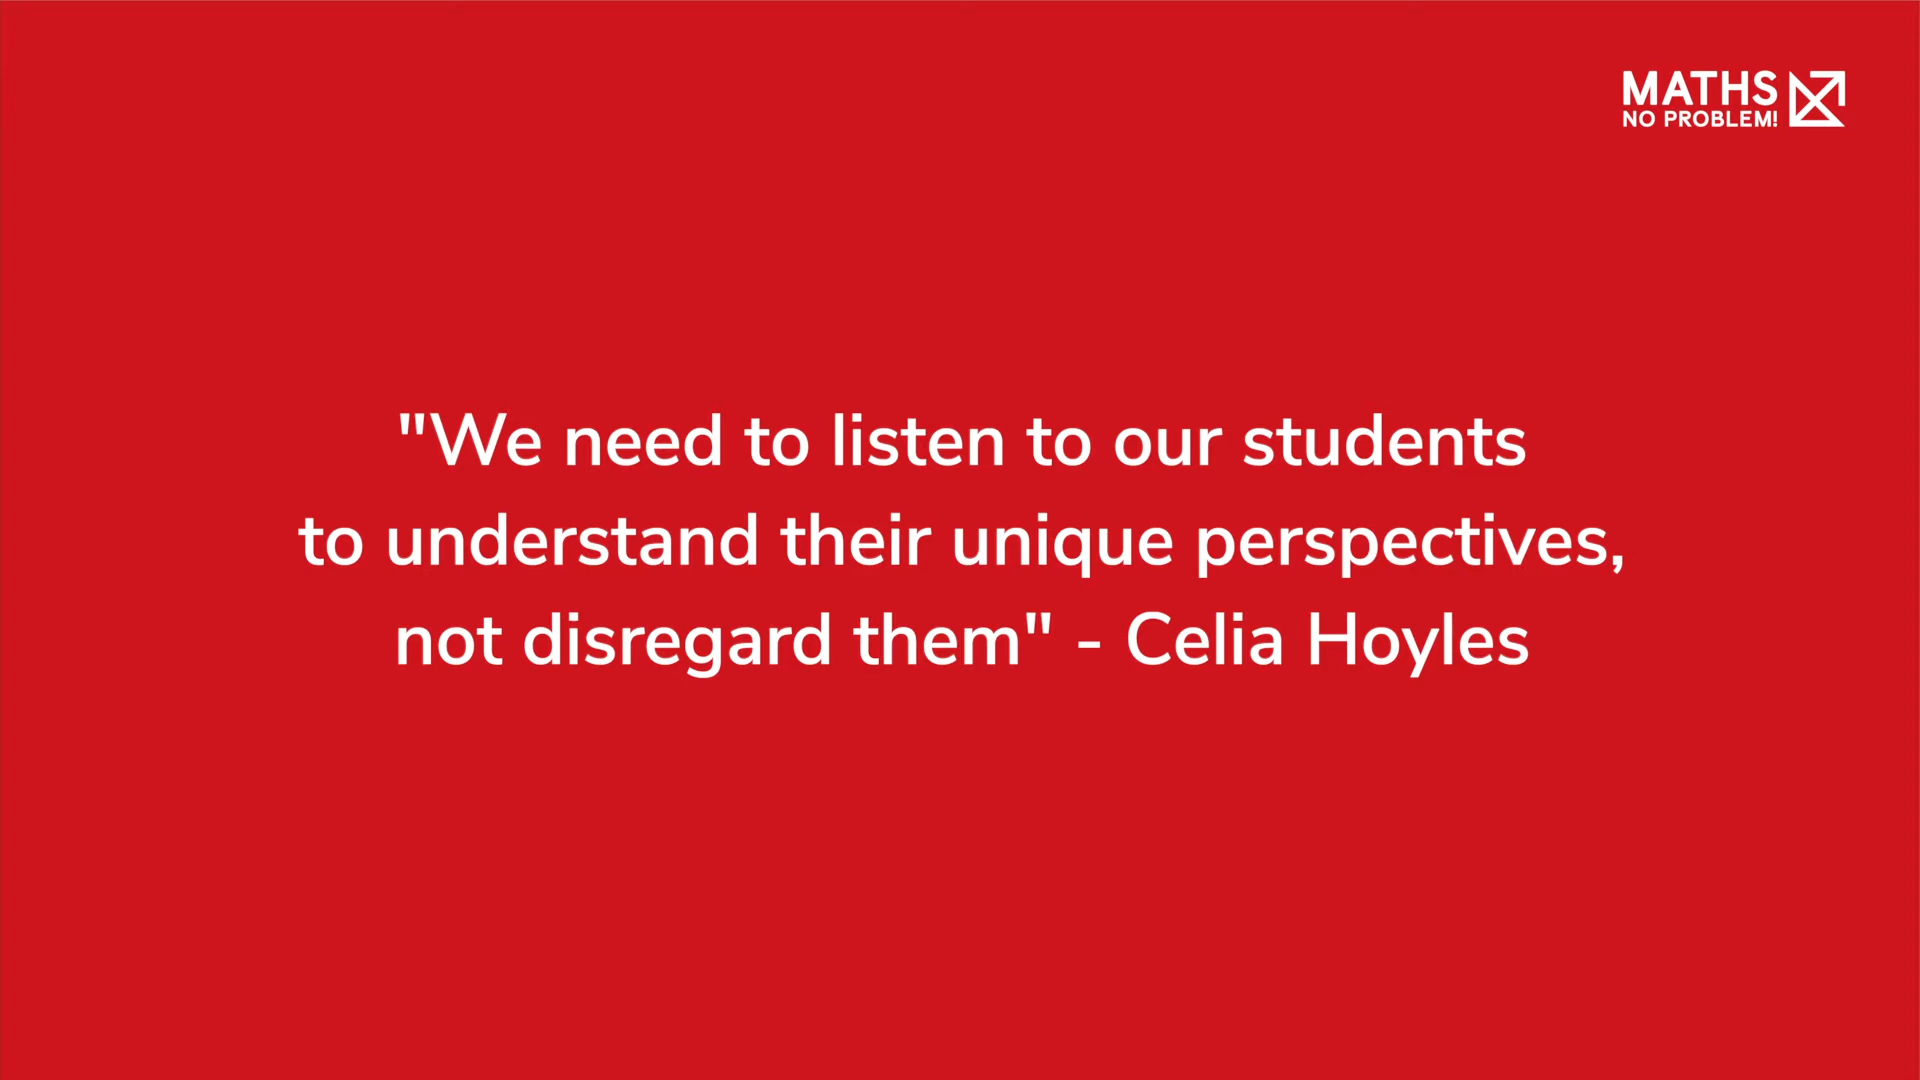 MATHS
NO PROBLEM!
"We need to listen to our students
to understand their unique perspectives,
not disregard them" - Celia Hoyles